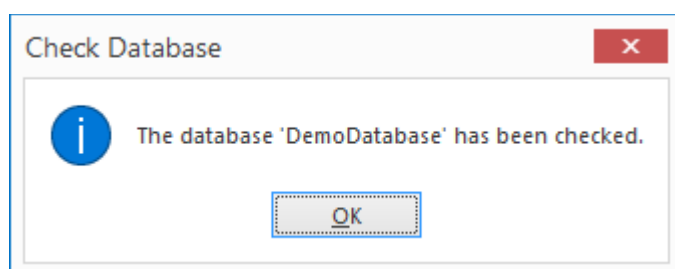 Check Database
The database 'DemoDatabase' has been checked.
OK